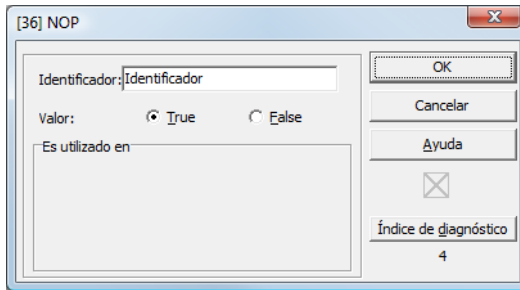 [36] NOP
Identificador: Identificador
Valor: True False
Es utilizado en
OK
Cancelar
Ayuda
Índice de diagnóstico
4